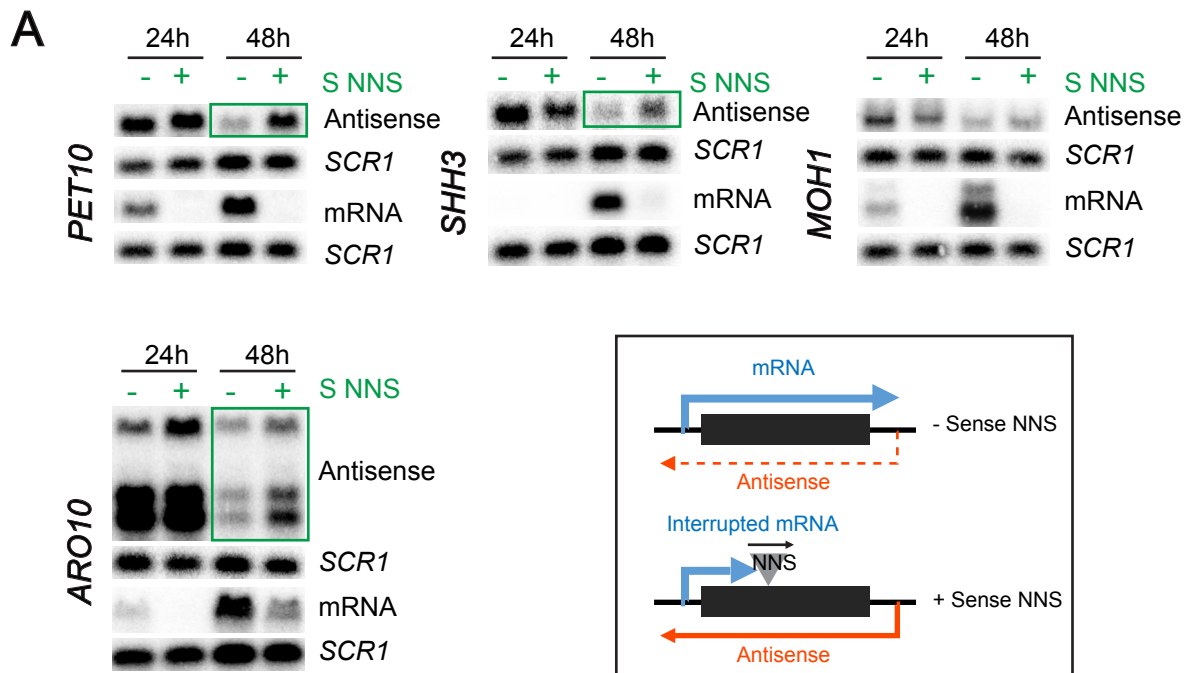 A
24h 48h
- + - + S NNS
Antisense
SCR1
mRNA
SCR1
PET10
24h 48h
- + - + S NNS
Antisense
SCR1
mRNA
SCR1
SHH3
24h 48h
- + - + S NNS
Antisense
SCR1
mRNA
SCR1
MOH1
24h 48h
- + - + S NNS
Antisense
SCR1
mRNA
SCR1
ARO10
mRNA
- Sense NNS
Antisense
Interrupted mRNA
NNS
+ Sense NNS
Antisense